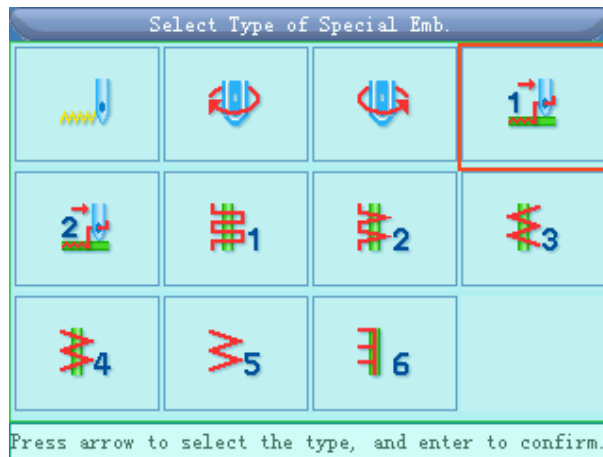 Select Type of Special Emb.
1
2 1 2 3
4 5 6
Press arrow to select the type, and enter to confirm.